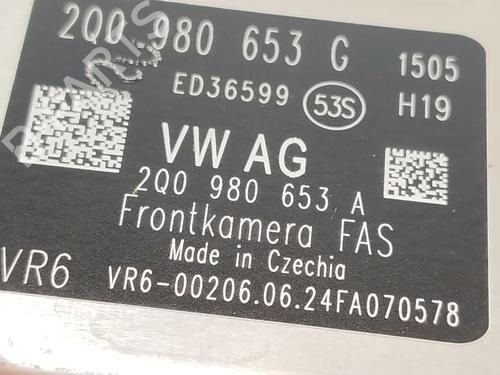 2Q0 980 653 G 1505
ED36599 53S H19
VW AG
2Q0 980 653 A
Frontkamera FAS
Made in Czechia
VR6 VR6-00206.06.24FA070578